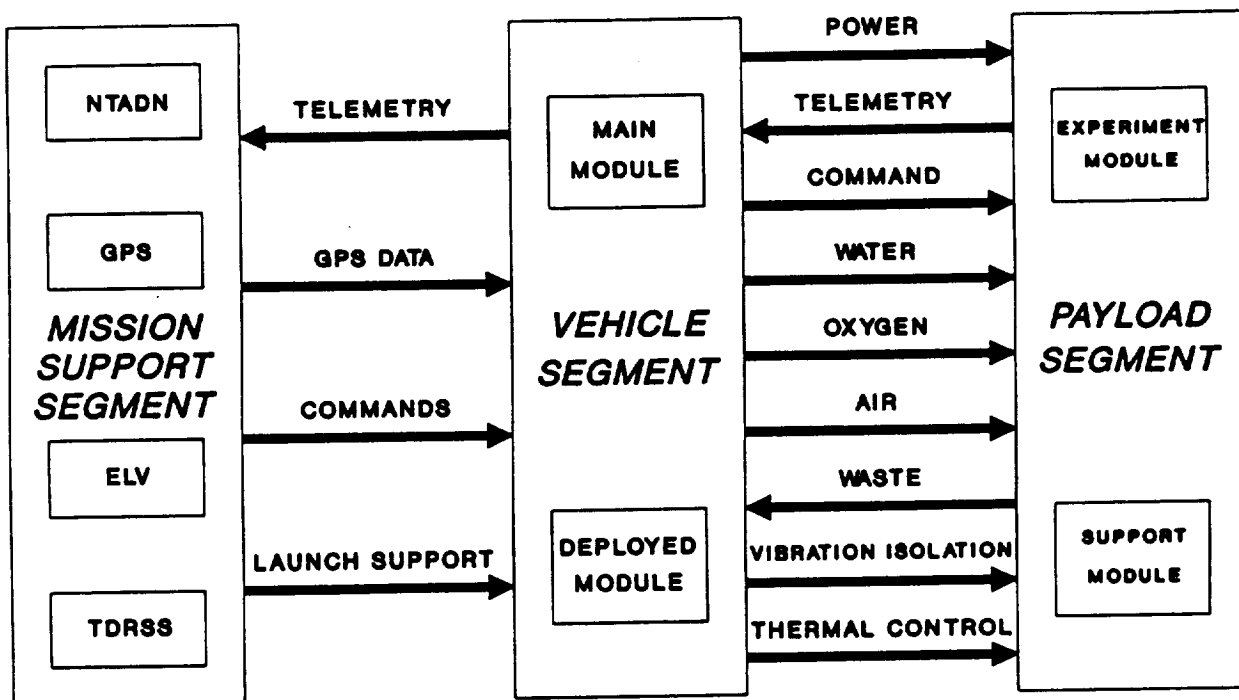 NTADN
GPS
MISSION
SUPPORT
SEGMENT
ELV
TDRSS
TELEMETRY
GPS DATA
COMMANDS
LAUNCH SUPPORT
MAIN
MODULE
VEHICLE
SEGMENT
DEPLOYED
MODULE
POWER
TELEMETRY
COMMAND
WATER
OXYGEN
AIR
WASTE
VIBRATION ISOLATION
THERMAL CONTROL
EXPERIMENT
MODULE
PAYLOAD
SEGMENT
SUPPORT
MODULE